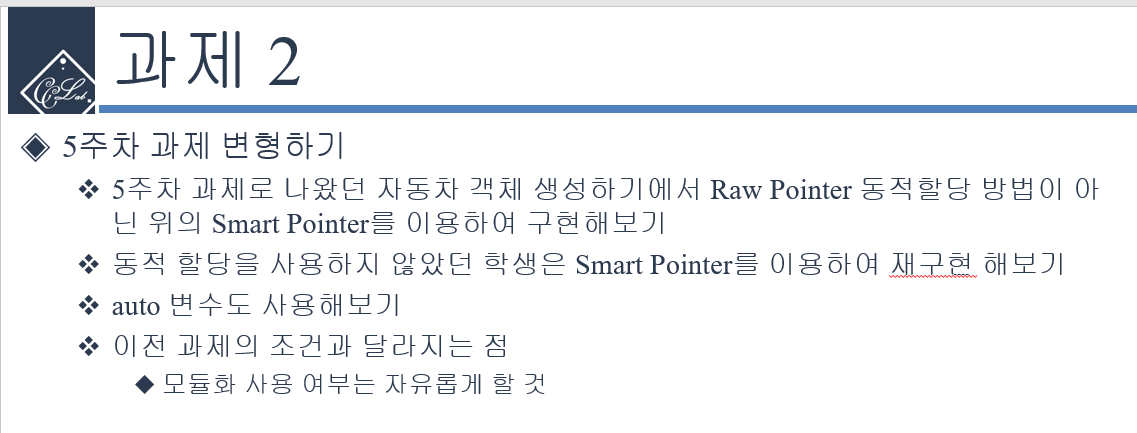 과제 2
CLab.
5주차 과제 변형하기
5주차 과제로 나왔던 자동차 객체 생성하기에서 Raw Pointer 동적할당 방법이 아
닌 위의 Smart Pointer를 이용하여 구현해보기
동적 할당을 사용하지 않았던 학생은 Smart Pointer를 이용하여 재구현 해보기
auto 변수도 사용해보기
이전 과제의 조건과 달라지는 점
모듈화 사용 여부는 자유롭게 할 것